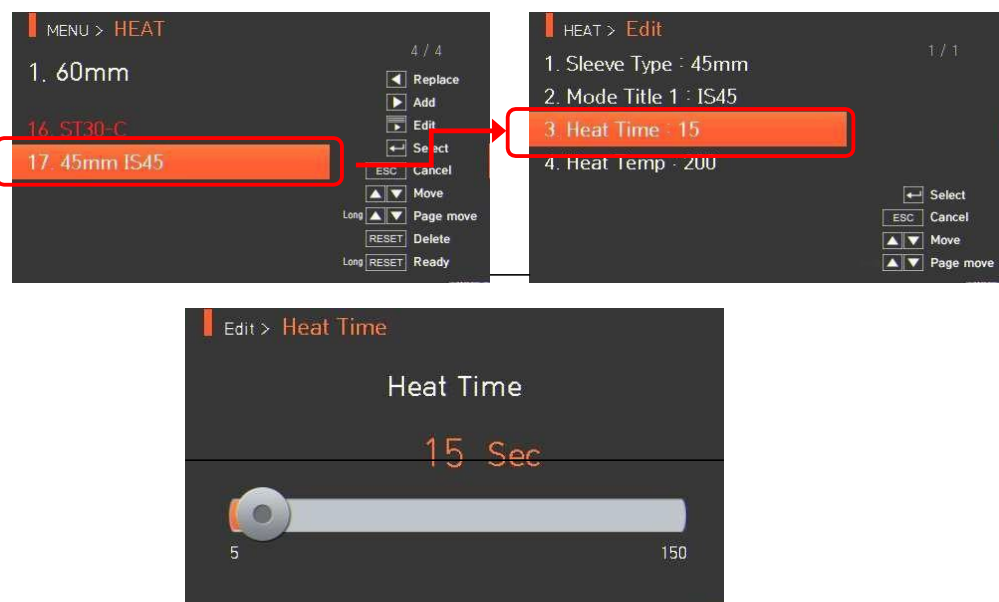 MENU > HEAT
4 / 4
1. 60mm
Replace
Add
16. ST30-C
Edit
17. 45mm IS45
Select
ESC Cancel
Move
Long Page move
RESET Delete
Long RESET Ready
HEAT > Edit
1 / 1
1. Sleeve Type : 45mm
2. Mode Title 1 : IS45
3. Heat Time : 15
4. Heat Temp : 200
Select
ESC Cancel
Move
Page move
Edit > Heat Time
Heat Time
15 Sec
5
150